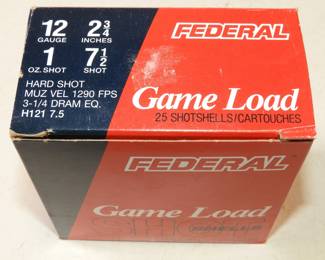 12 2 3/4
GAUGE INCHES
1 7 1/2
OZ. SHOT SHOT
HARD SHOT
MUZ VEL 1290 FPS
3-1/4 DRAM EQ.
H121 7.5
FEDERAL
Game Load
25 SHOTSHELLS/CARTOUCHES
FEDERAL
Game Load